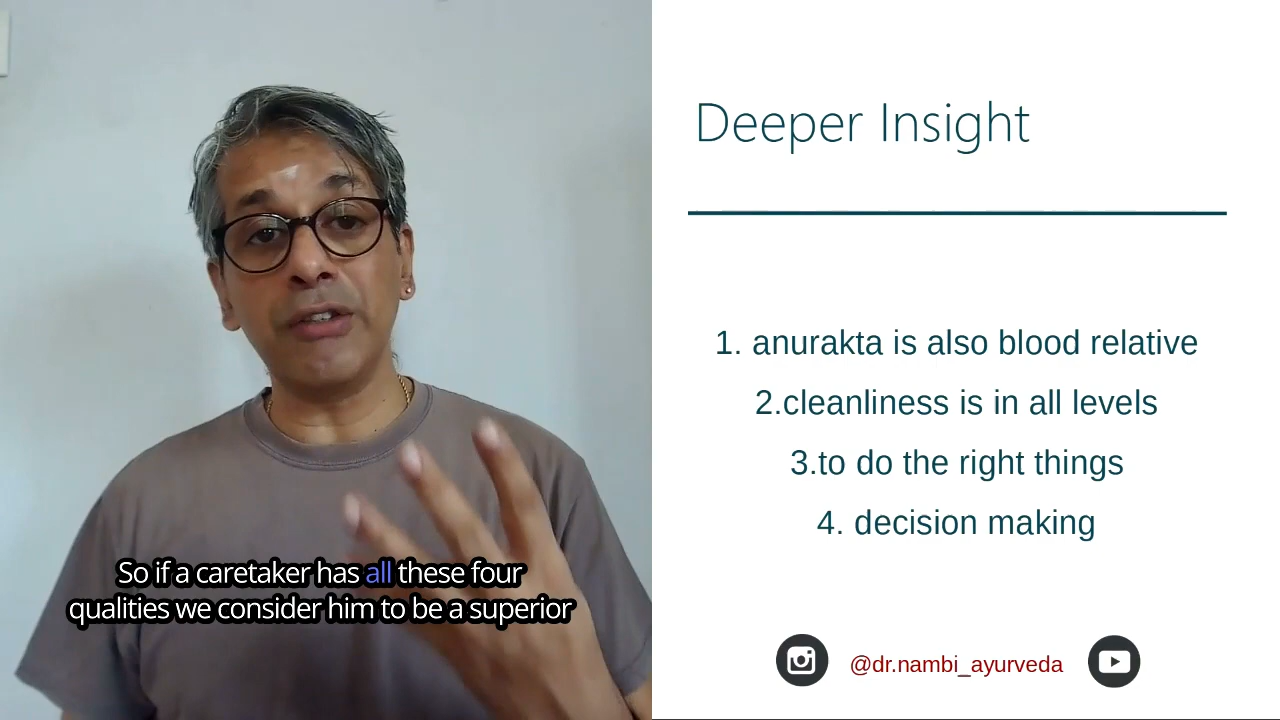 Deeper Insight
1. anurakta is also blood relative
2.cleanliness is in all levels
3.to do the right things
4. decision making
@dr.nambi_ayurveda
So if a caretaker has all these four
qualities we consider him to be a superior